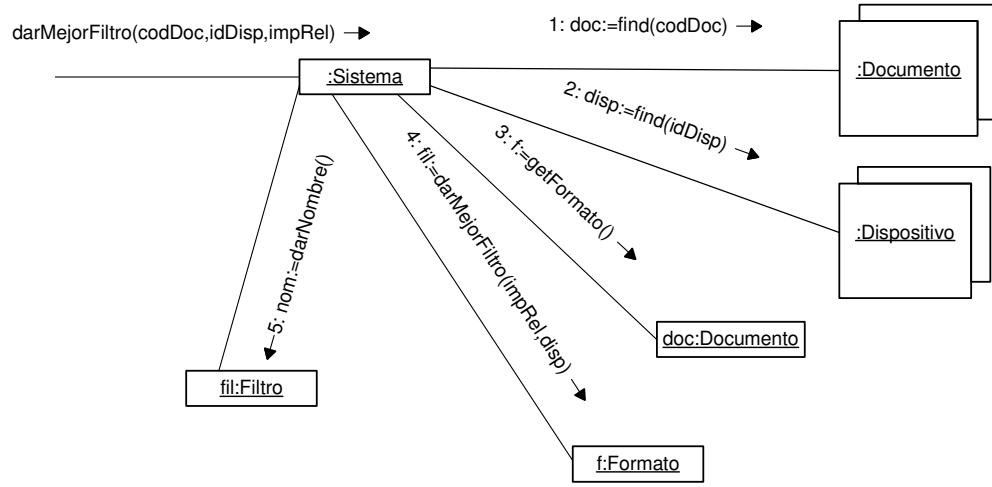 darMejorFiltro(codDoc,idDisp,impRel)
1: doc:=find(codDoc)
:Sistema
:Documento
2: disp:=find(idDisp)
3: f:=getFormato()
4: fil:=darMejorFiltro(impRel,disp)
5: nom:=darNombre()
:Dispositivo
doc:Documento
fil:Filtro
f:Formato